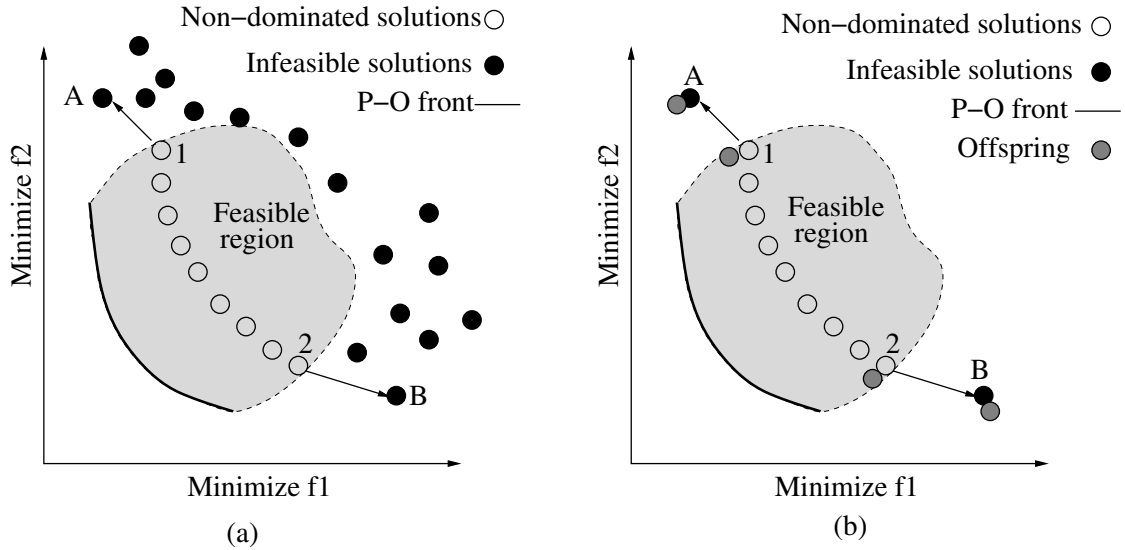 Non−dominated solutions
Infeasible solutions
P−O front
A
1
Feasible
region
2
B
Minimize f2
Minimize f1
(a)
Non−dominated solutions
Infeasible solutions
P−O front
Offspring
A
1
Feasible
region
2
B
Minimize f2
Minimize f1
(b)